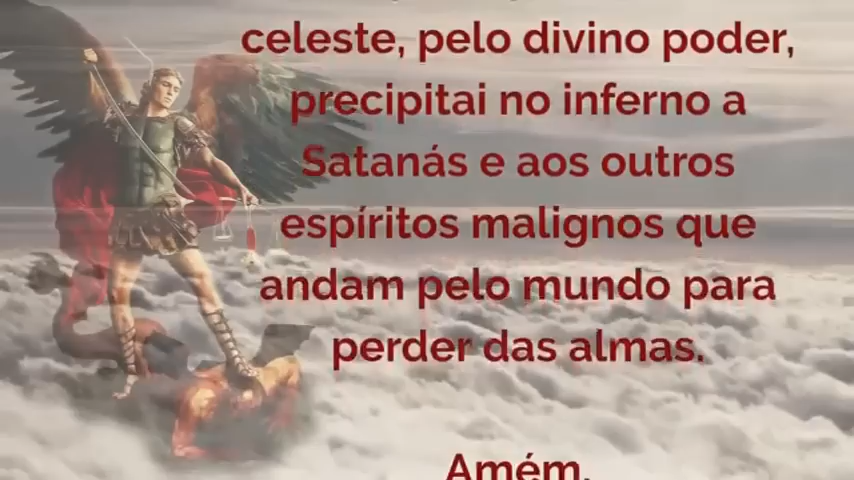 celeste, pelo divino poder,
precipitai no inferno a
Satanás e aos outros
espíritos malignos que
andam pelo mundo para
perder das almas.
Amém.